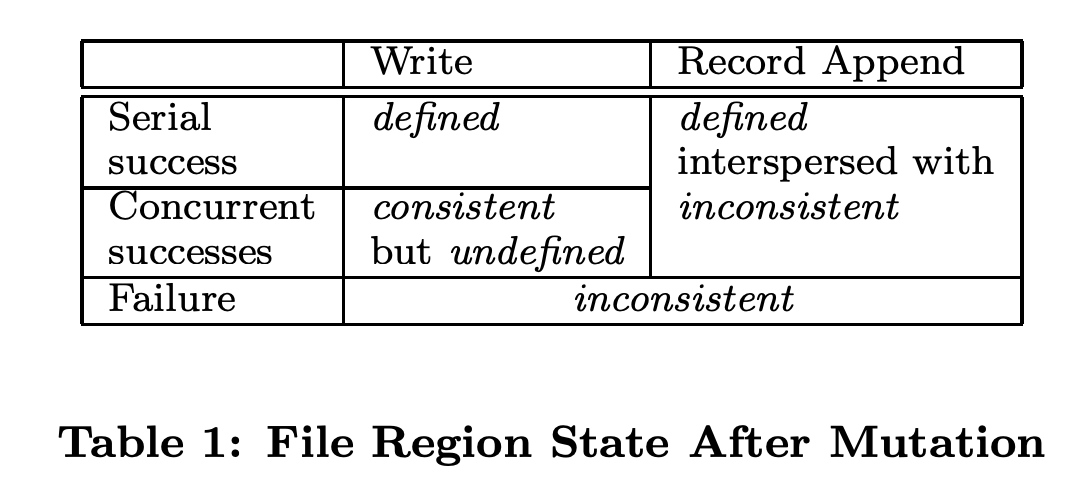 Write Record Append
Serial defined defined
success interspersed with
Concurrent consistent inconsistent
successes but undefined
Failure inconsistent
Table 1: File Region State After Mutation